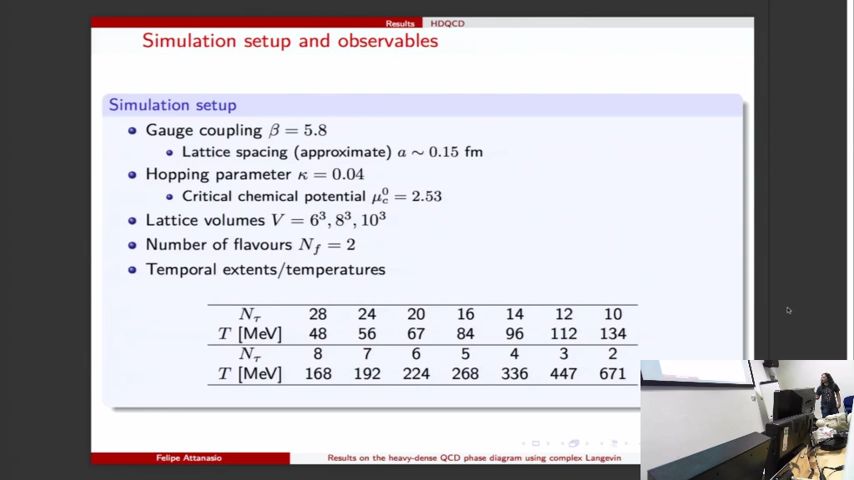 Results HDQCD
Simulation setup and observables
Simulation setup
Gauge coupling β = 5.8
Lattice spacing (approximate) a ∼ 0.15 fm
Hopping parameter κ = 0.04
Critical chemical potential μ_c^0 = 2.53
Lattice volumes V = 6³, 8³, 10³
Number of flavours N_f = 2
Temporal extents/temperatures
N_τ 28 24 20 16 14 12 10
T [MeV] 48 56 67 84 96 112 134
N_τ 8 7 6 5 4 3 2
T [MeV] 168 192 224 268 336 447 671
Felipe Attanasio Results on the heavy-dense QCD phase diagram using complex Langevin